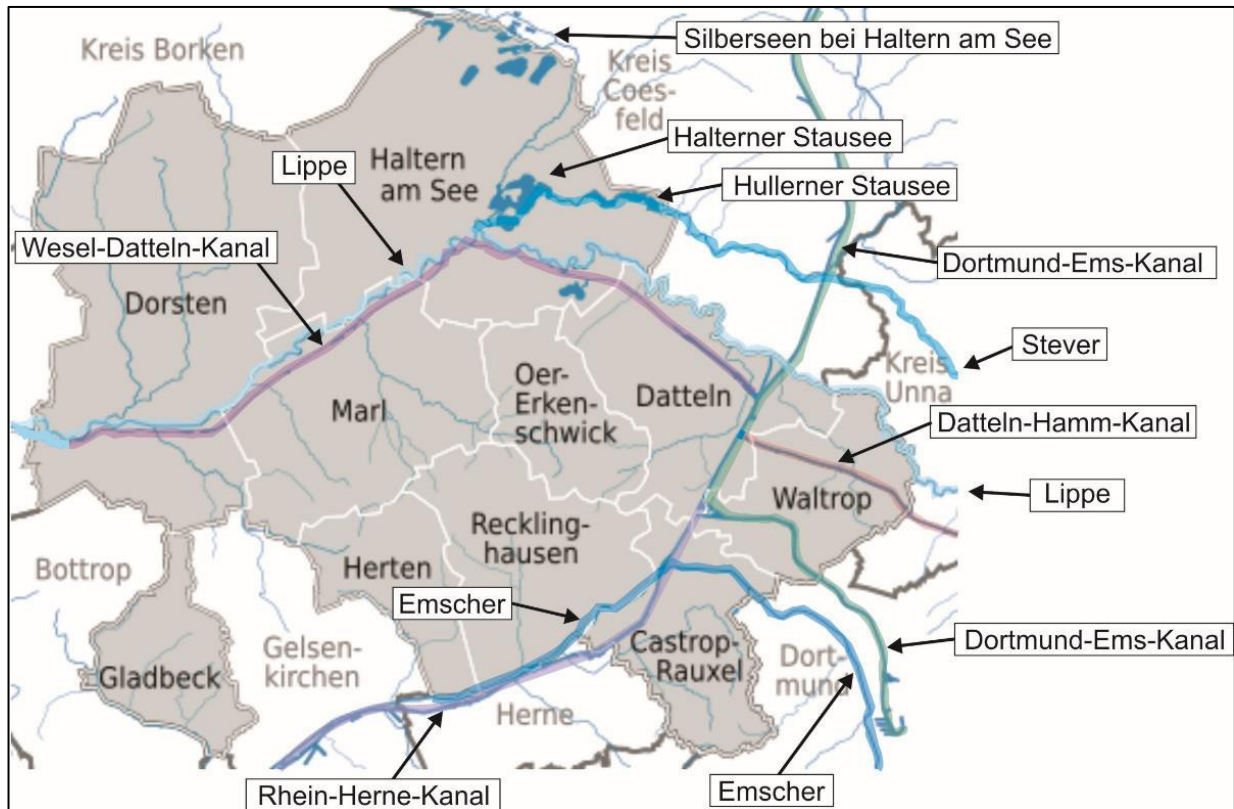 Silberseen bei Haltern am See
Kreis Borken
Kreis
Coes-
feld
Halterner Stausee
Lippe
Haltern
am See
Hullerner Stausee
Wesel-Datteln-Kanal
Dortmund-Ems-Kanal
Dorsten
Stever
Kreis
Unna
Oer-
Erken-
schwick
Datteln
Marl
Datteln-Hamm-Kanal
Waltrop
Lippe
Reckling-
hausen
Bottrop
Herten
Emscher
Gelsen-
kirchen
Castrop-
Rauxel
Dort-
mund
Dortmund-Ems-Kanal
Gladbeck
Herne
Rhein-Herne-Kanal
Emscher